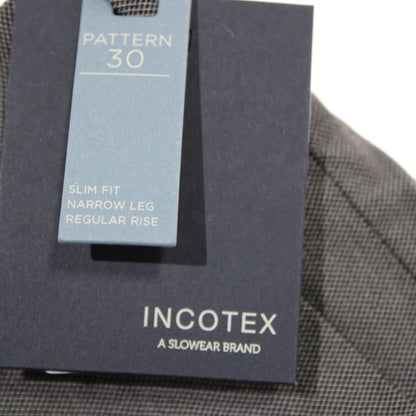 PATTERN
30
SLIM FIT
NARROW LEG
REGULAR RISE
INCOTEX
A SLOWEAR BRAND